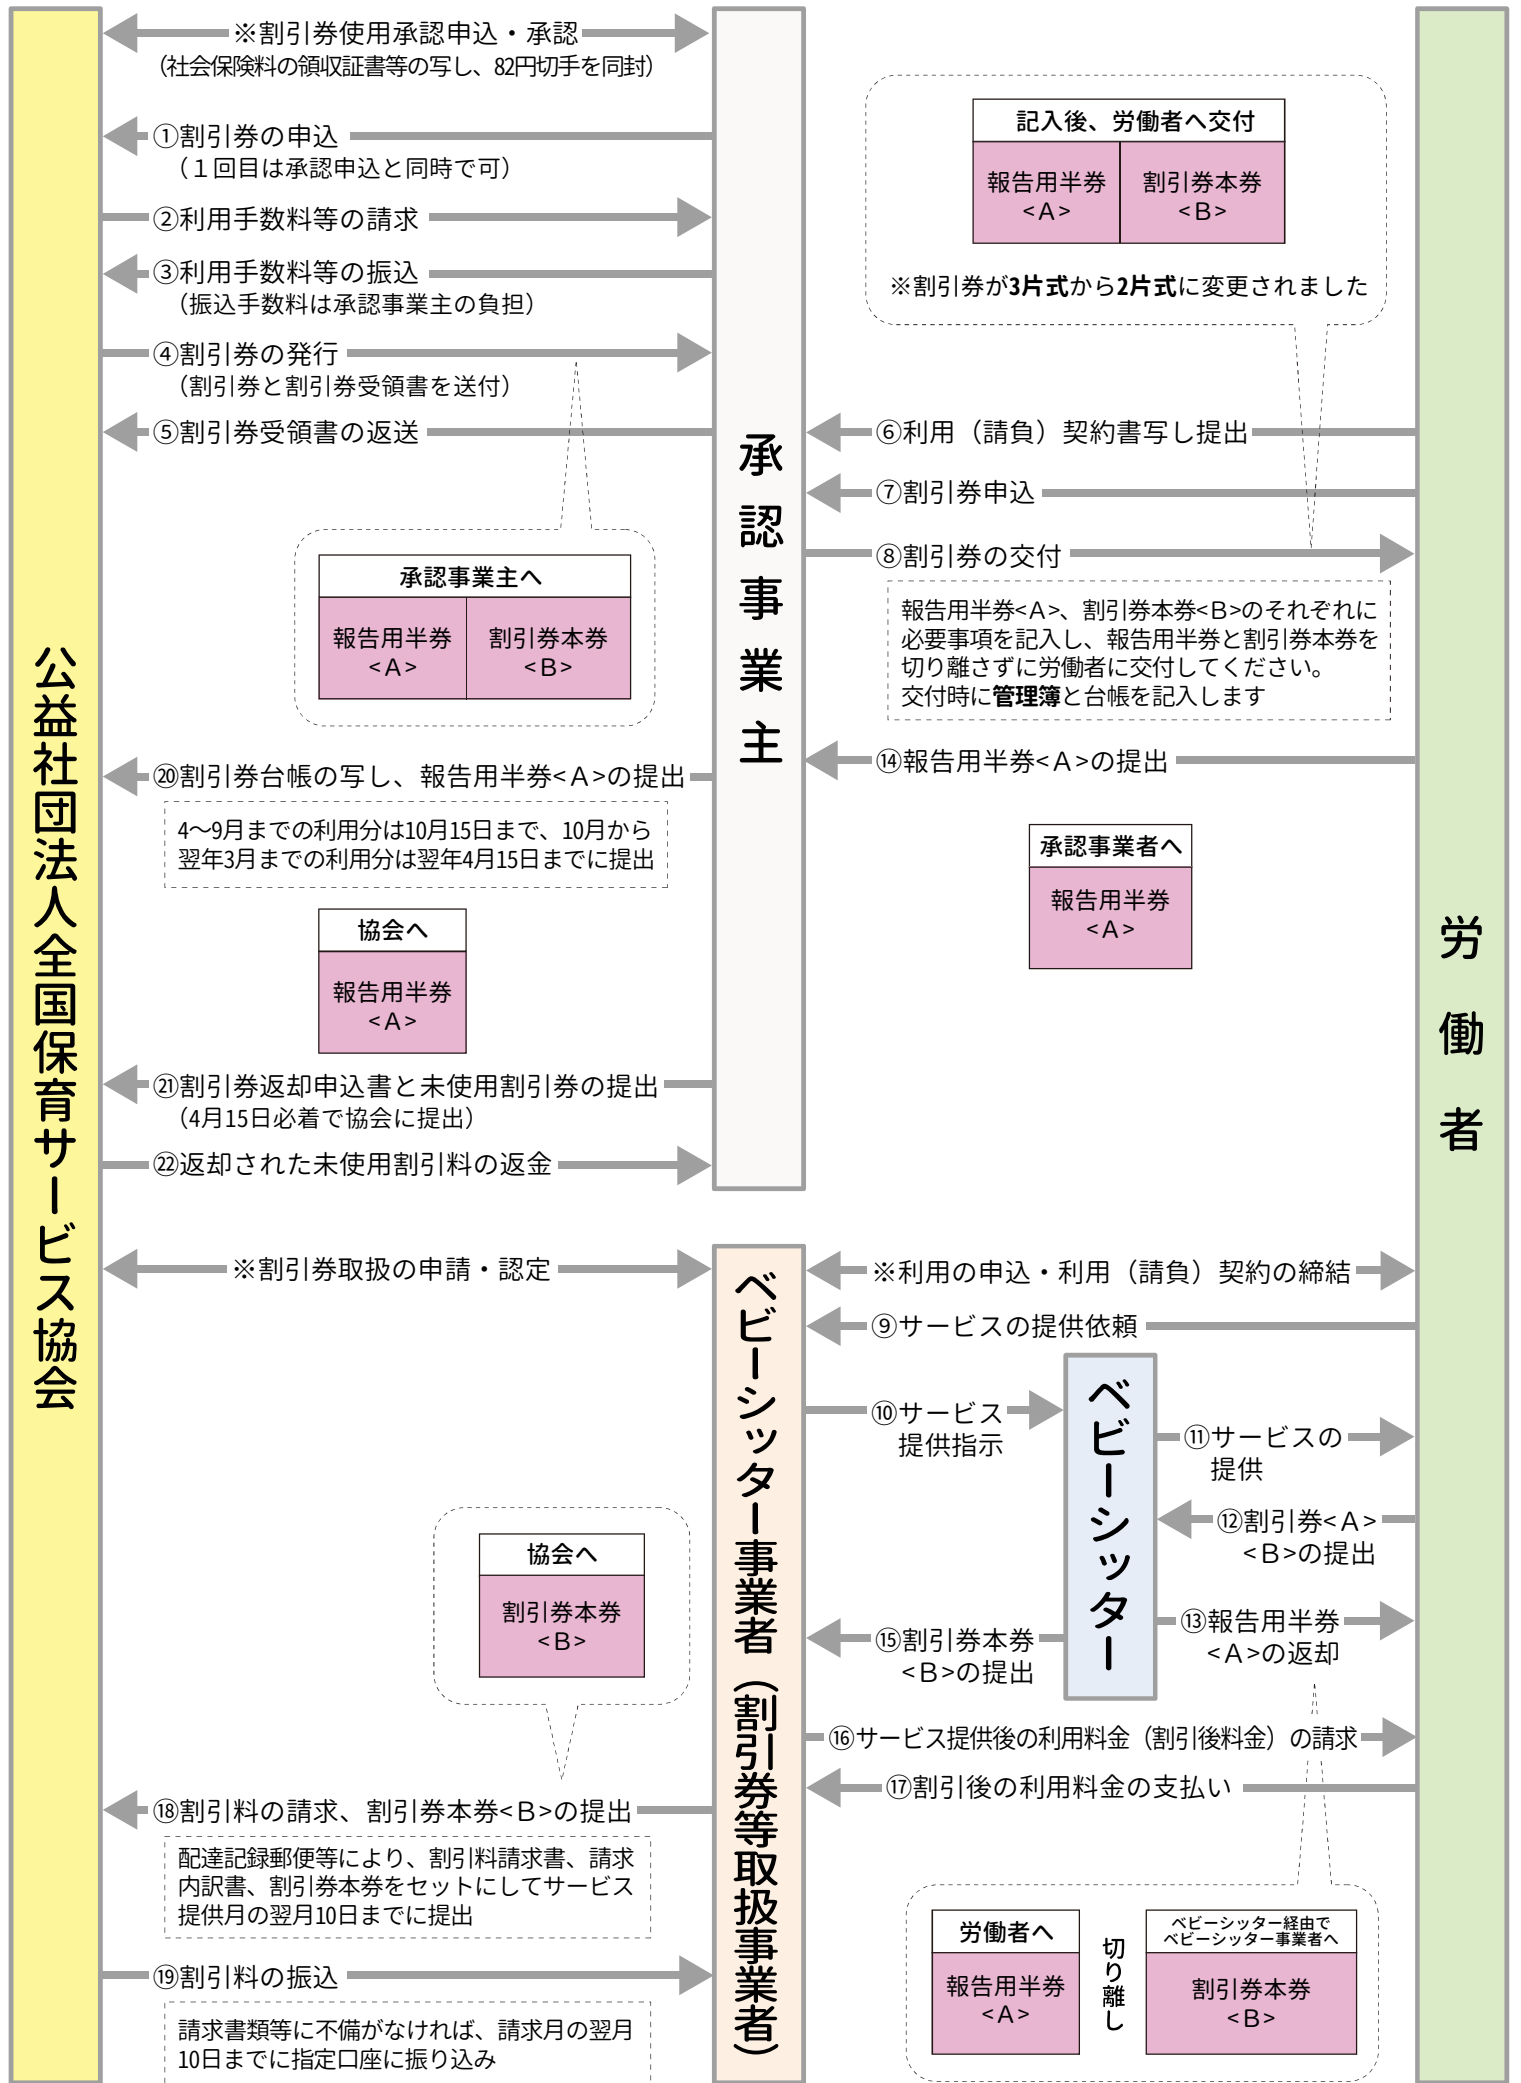 公益社団法人全国保育サービス協会
※割引券使用承認申込・承認
（社会保険料の領収証書等の写し、82円切手を同封）
①割引券の申込
（１回目は承認申込と同時で可）
②利用手数料等の請求
③利用手数料等の振込
（振込手数料は承認事業主の負担）
④割引券の発行
（割引券と割引券受領書を送付）
⑤割引券受領書の返送
承認事業主へ
報告用半券
<A>
割引券本券
<B>
⑳割引券台帳の写し、報告用半券<A>の提出
4〜9月までの利用分は10月15日まで、10月から
翌年3月までの利用分は翌年4月15日までに提出
協会へ
報告用半券
<A>
㉑割引券返却申込書と未使用割引券の提出
（4月15日必着で協会に提出）
㉒返却された未使用割引料の返金
承認事業主
記入後、労働者へ交付
報告用半券
<A>
割引券本券
<B>
※割引券が3片式から2片式に変更されました
⑥利用（請負）契約書写し提出
⑦割引券申込
⑧割引券の交付
報告用半券<A>、割引券本券<B>のそれぞれに
必要事項を記入し、報告用半券と割引券本券を
切り離さずに労働者に交付してください。
交付時に管理簿と台帳を記入します
⑭報告用半券<A>の提出
承認事業者へ
報告用半券
<A>
労働者
※割引券取扱の申請・認定
協会へ
割引券本券
<B>
⑱割引料の請求、割引券本券<B>の提出
配達記録郵便等により、割引料請求書、請求
内訳書、割引券本券をセットにしてサービス
提供月の翌月10日までに提出
⑲割引料の振込
請求書類等に不備がなければ、請求月の翌月
10日までに指定口座に振り込み
ベビーシッター事業者（割引券等取扱事業者）
※利用の申込・利用（請負）契約の締結
⑨サービスの提供依頼
⑩サービス
提供指示
ベビーシッター
⑪サービスの
提供
⑫割引券<A>
<B>の提出
⑬報告用半券
<A>の返却
⑮割引券本券
<B>の提出
⑯サービス提供後の利用料金（割引後料金）の請求
⑰割引後の利用料金の支払い
労働者へ
報告用半券
<A>
切り離し
ベビーシッター経由で
ベビーシッター事業者へ
割引券本券
<B>